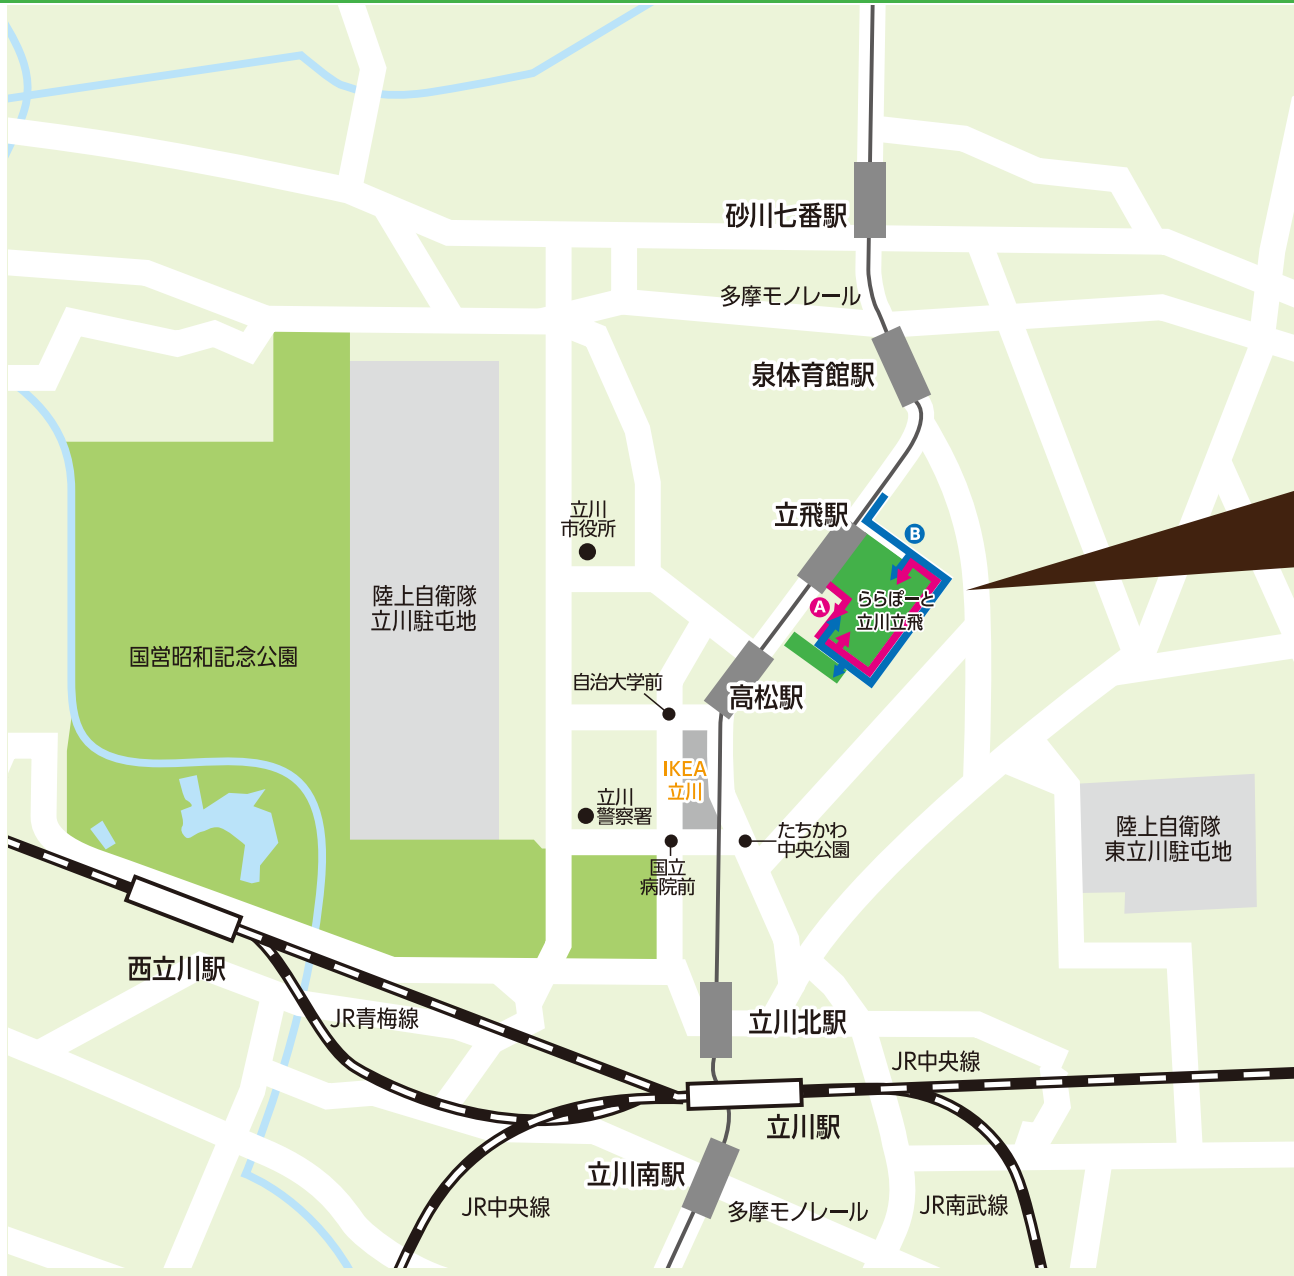 砂川七番駅
多摩モノレール
泉体育館駅
立川
市役所
立飛駅
B
陸上自衛隊
立川駐屯地
A
ららぽーと
立川立飛
国営昭和記念公園
自治大学前
高松駅
IKEA
立川
立川
警察署
たちかわ
中央公園
陸上自衛隊
東立川駐屯地
国立
病院前
西立川駅
JR青梅線
立川北駅
JR中央線
立川駅
立川南駅
JR中央線
多摩モノレール
JR南武線